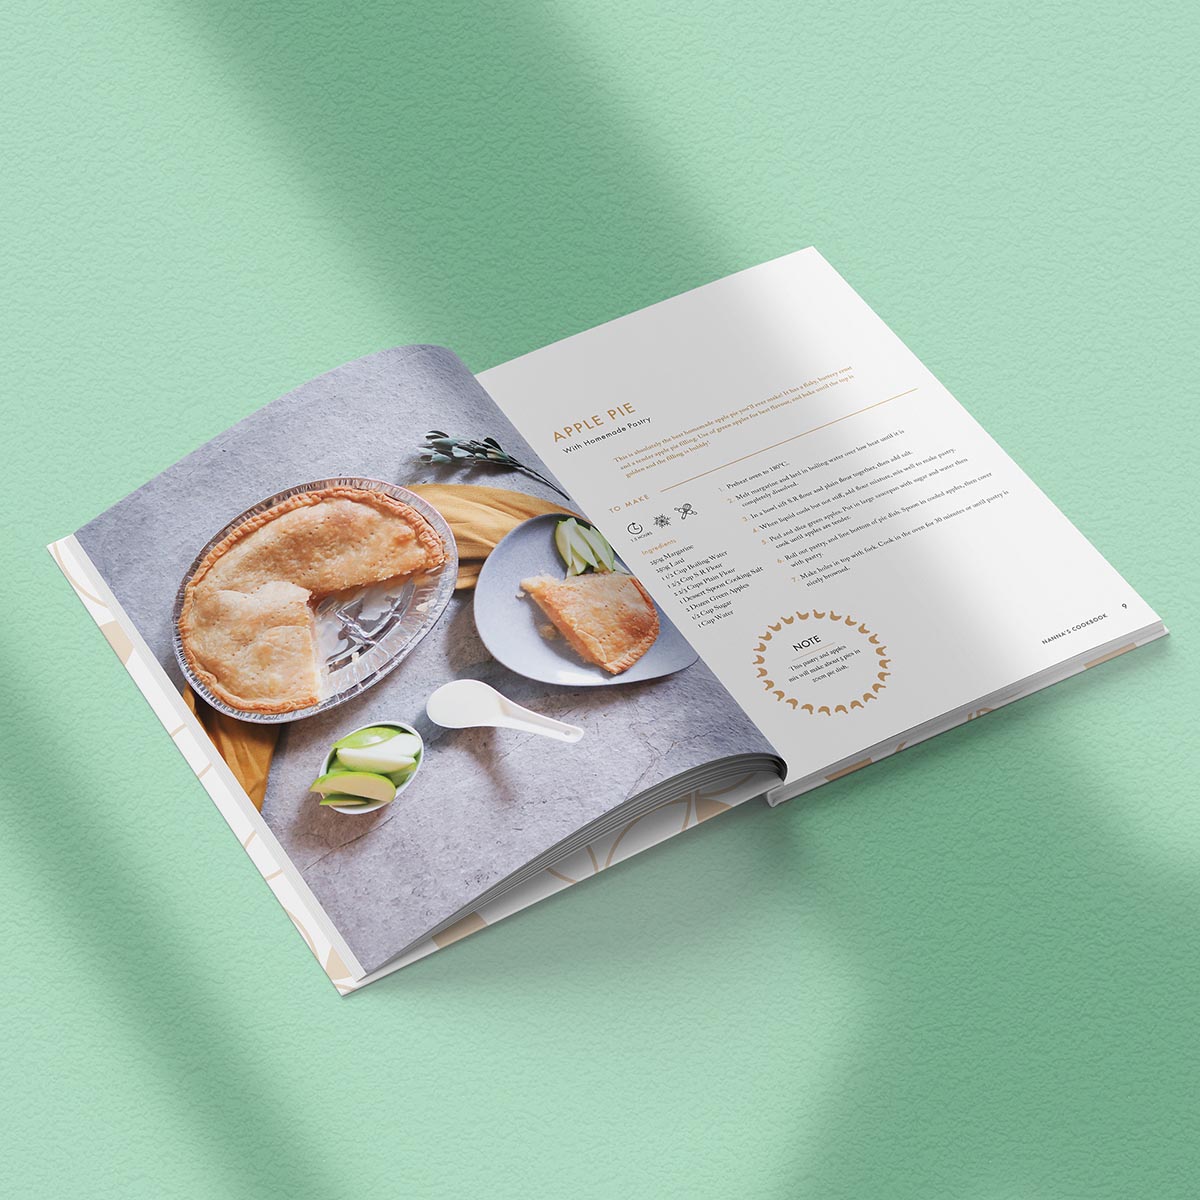 APPLE PIE
With Homemade Pastry
This is absolutely the best homemade apple pie you'll ever make! It has a flaky, buttery crust
and a tender apple pie filling. Use of green apples for best flavour, and bake until the top is
golden and the filling is bubbly!
TO MAKE
1.5 HOURS
Ingredients
250g Margarine
250g Lard
1 1/2 Cup Boiling Water
1 2/3 Cup S.R Flour
2 2/3 Cups Plain Flour
1 Dessert Spoon Cooking Salt
2 Dozen Green Apples
1/2 Cup Sugar
1 Cup Water
1. Preheat oven to 180°C.
2. Melt margarine and lard in boiling water over low heat until it is
completely dissolved.
3. In a bowl sift S.R flour and plain flour together, then add salt.
4. When liquid cook but not stiff, add flour mixture, mix well to make pastry.
5. Peel and slice green apples. Put in large saucepan with sugar and water then
cook until apples are tender.
6. Roll out pastry, and line bottom of pie dish. Spoon in cooled apples, then cover
with pastry.
7. Make holes in top with fork. Cook in the oven for 30 minutes or until pastry is
nicely browned.
NOTE
This pastry and apples
mix will make about 5 pies in
20cm pie dish.
NANNA'S COOKBOOK
9